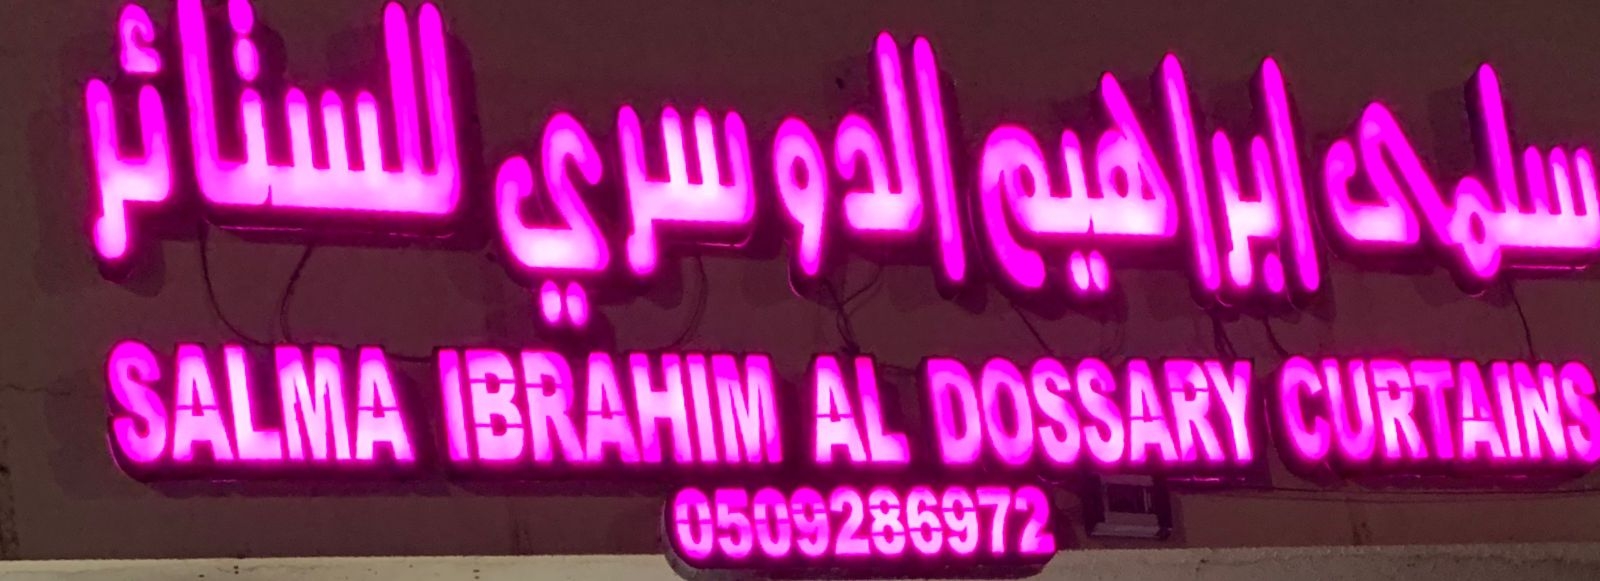 سلمى ابراهيم الدوسري للستائر
SALMA IBRAHIM AL DOSSARY CURTAINS
0509286972